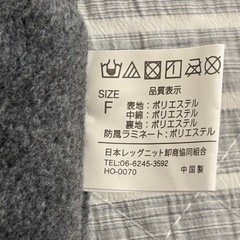 品質表示
SIZE
F
表地:ポリエステル
中綿:ポリエステル
裏地:ポリエステル
防風ラミネート:ポリエステル
日本レッグニット卸商協同組合
TEL:06-6245-3592
HO-0070
中国製